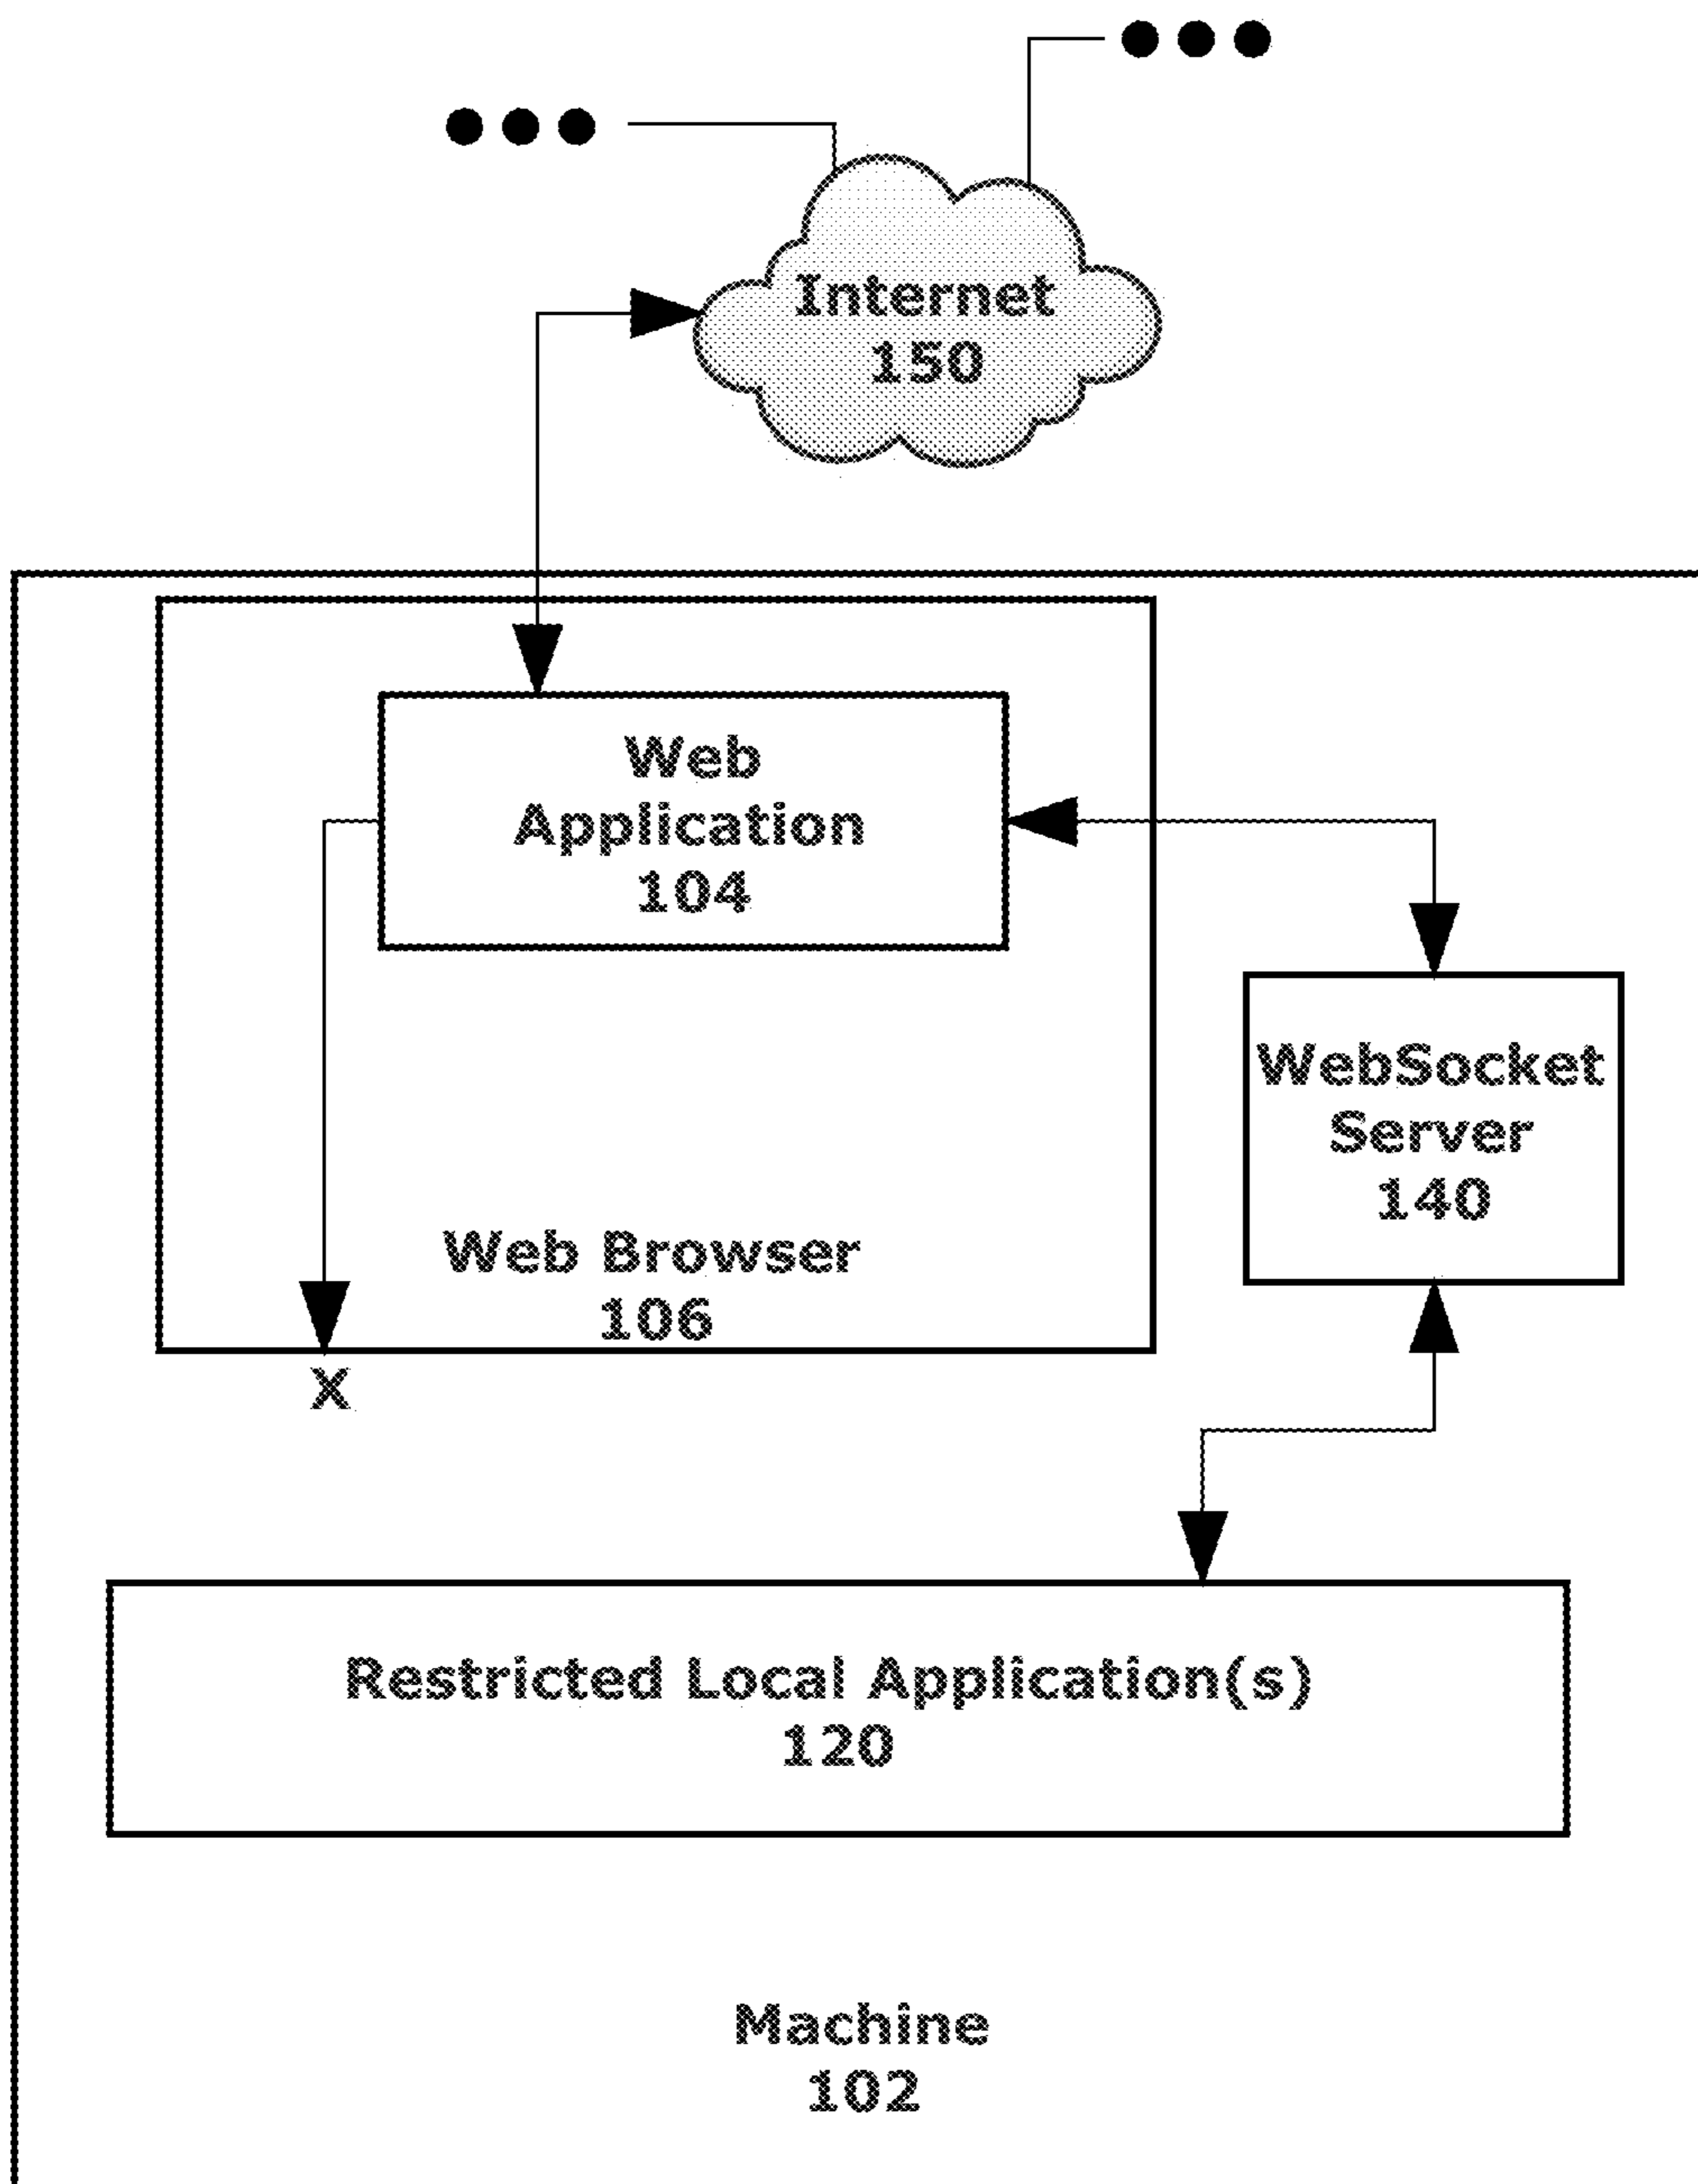 Internet
150
Web
Application
104
WebSocket
Server
140
Web Browser
106
X
Restricted Local Application(s)
120
Machine
102